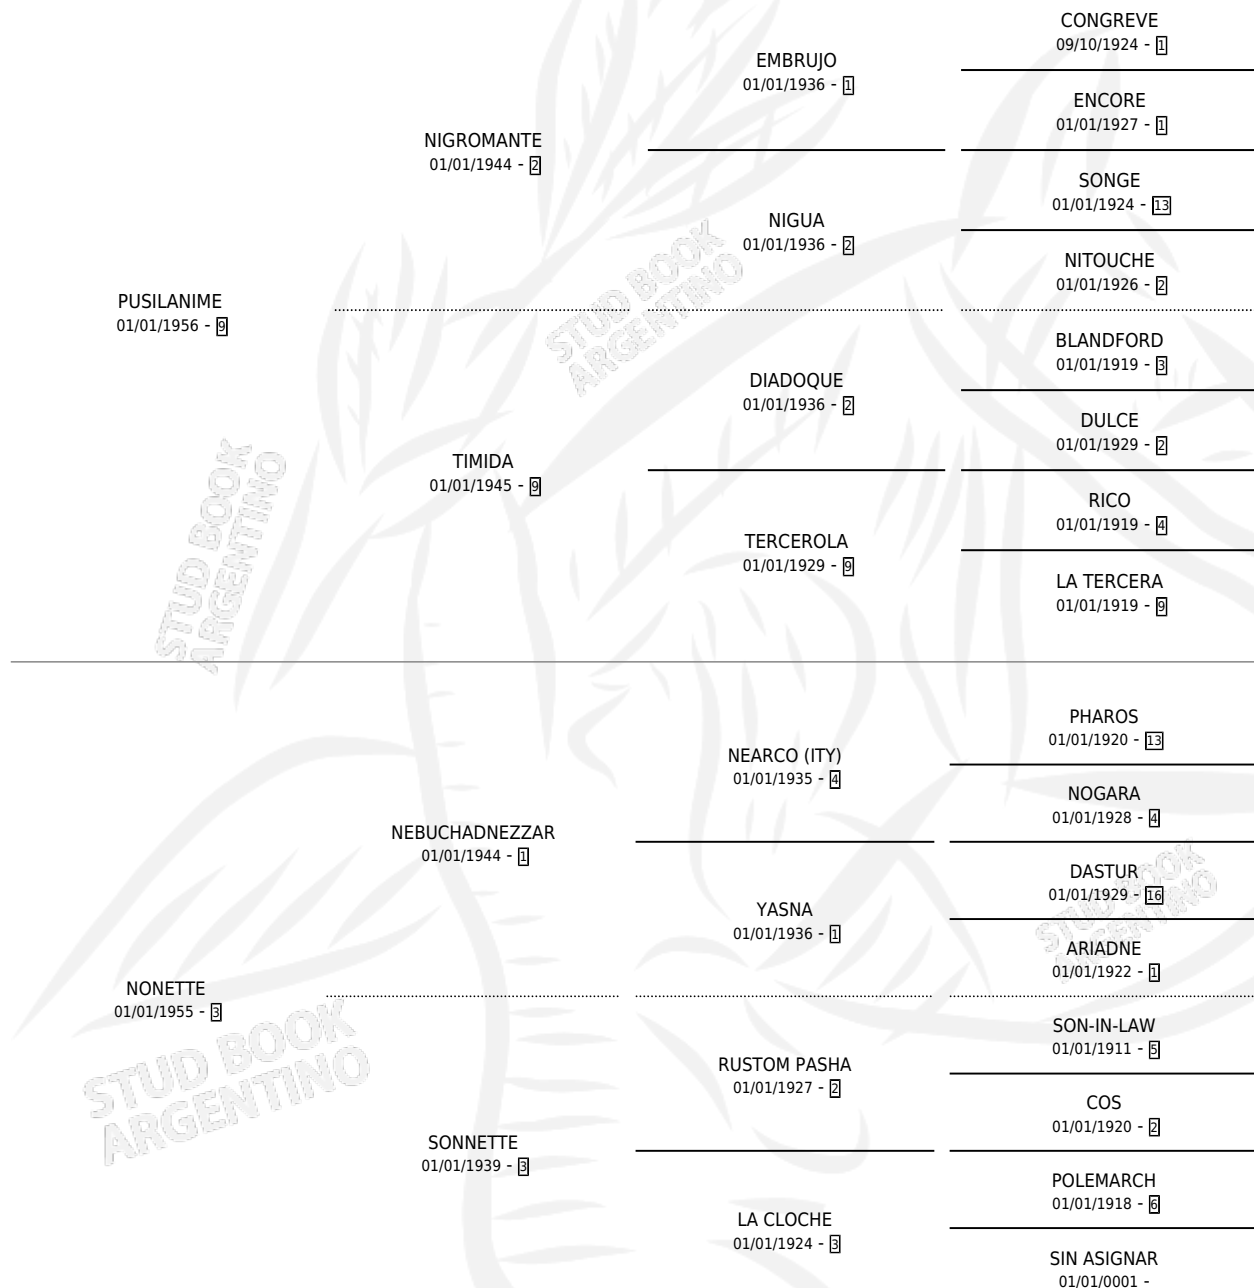 CONGREVE
09/10/1924 - 1
EMBRUJO
01/01/1936 - 1
ENCORE
01/01/1927 - 1
NIGROMANTE
01/01/1944 - 2
SONGE
01/01/1924 - 13
NIGUA
01/01/1936 - 2
NITOUCHE
01/01/1926 - 2
PUSILANIME
01/01/1956 - 9
BLANDFORD
01/01/1919 - 3
DIADOQUE
01/01/1936 - 2
DULCE
01/01/1929 - 2
TIMIDA
01/01/1945 - 9
RICO
01/01/1919 - 4
TERCEROLA
01/01/1929 - 9
LA TERCERA
01/01/1919 - 9
PHAROS
01/01/1920 - 13
NEARCO (ITY)
01/01/1935 - 4
NOGARA
01/01/1928 - 4
NEBUCHADNEZZAR
01/01/1944 - 1
DASTUR
01/01/1929 - 16
YASNA
01/01/1936 - 1
ARIADNE
01/01/1922 - 1
NONETTE
01/01/1955 - 3
SON-IN-LAW
01/01/1911 - 5
RUSTOM PASHA
01/01/1927 - 2
COS
01/01/1920 - 2
SONNETTE
01/01/1939 - 3
POLEMARCH
01/01/1918 - 6
LA CLOCHE
01/01/1924 - 3
SIN ASIGNAR
01/01/0001 -
STUD BOOK
ARGENTINO
STUD BOOK
ARGENTINO
STUD BOOK
ARGENTINO
STUD BOOK
ARGENTINO